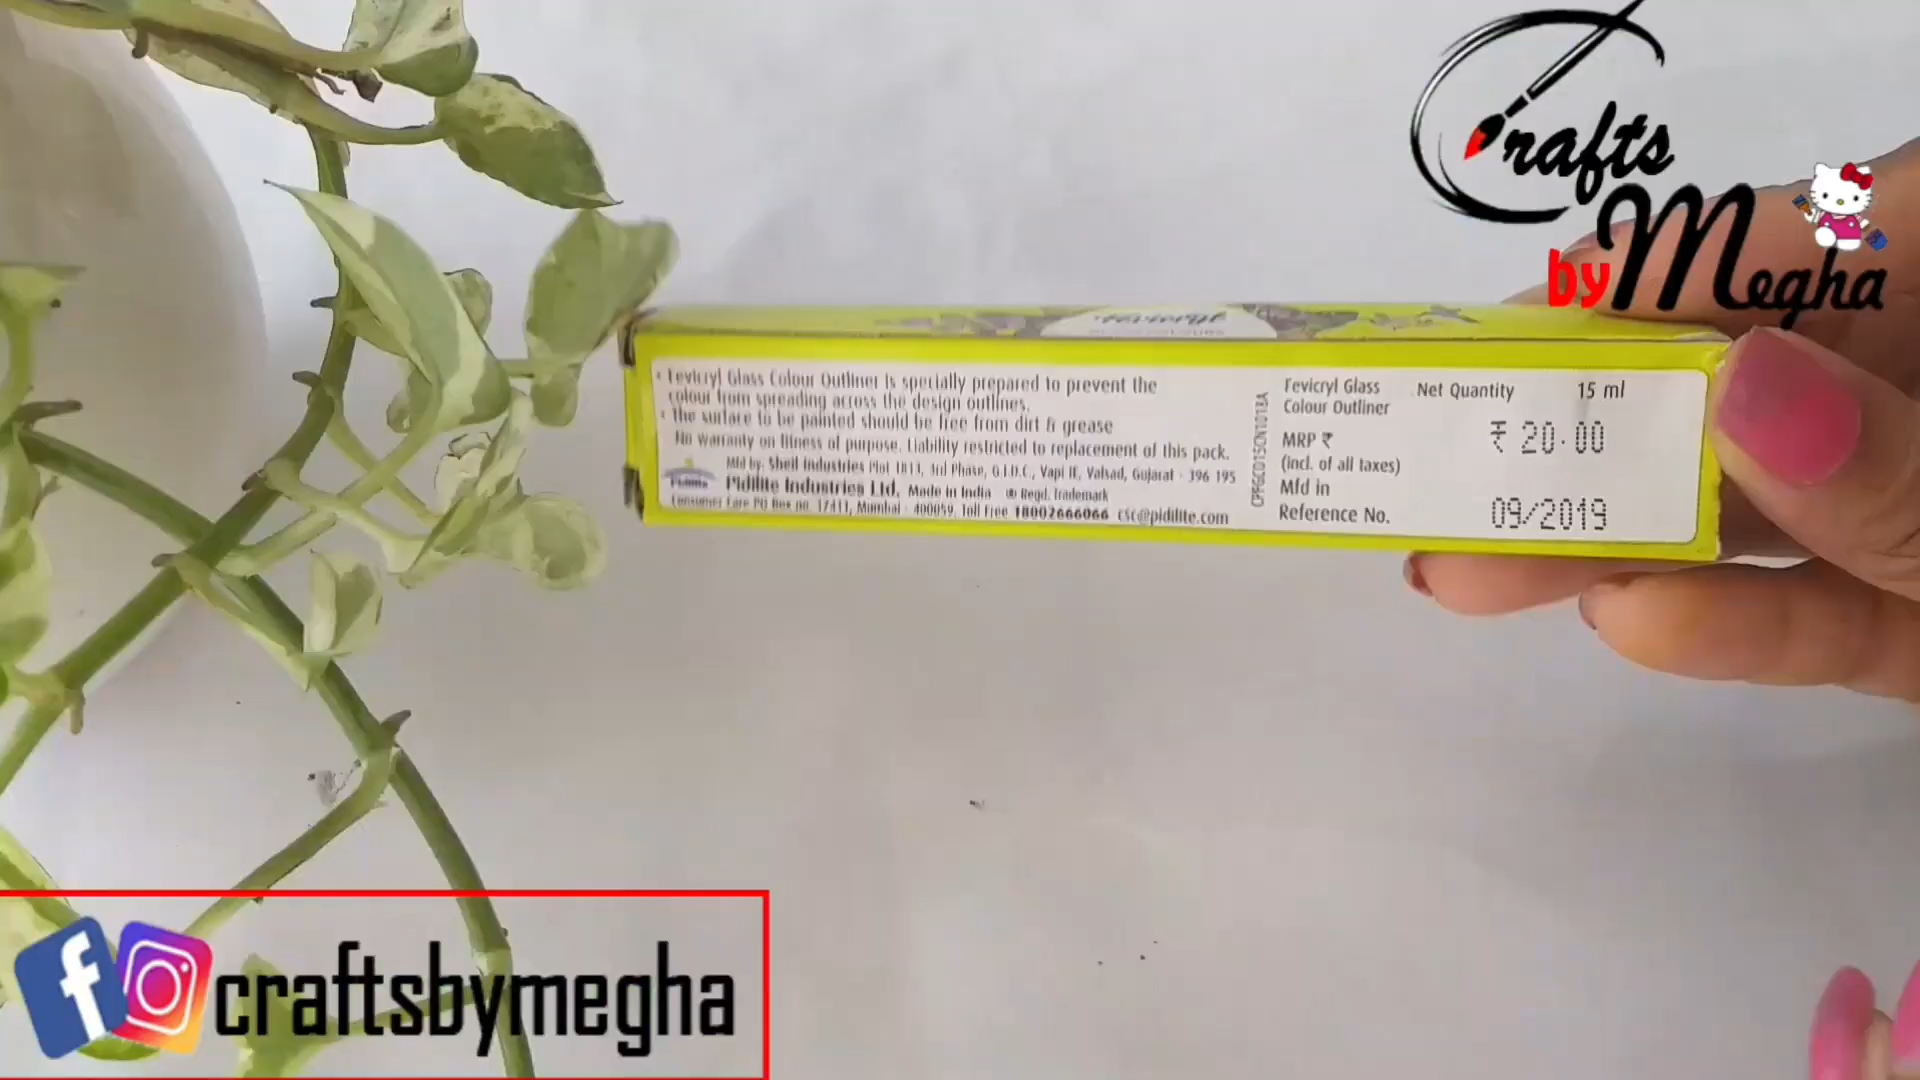 Crafts
by Megha
fevicryl
• Fevicryl Glass Colour Outliner is specially prepared to prevent the
colour from spreading across the design outlines.
• The surface to be painted should be free from dirt & grease
No warranty on fitness of purpose. Liability restricted to replacement of this pack.
Mfd by: Sheil Industries Plot 1813, 3rd Phase, G.I.D.C., Vapi IE, Valsad, Gujarat - 396 195
Pidilite
Pidilite Industries Ltd. Made in India ® Regd. Trademark
Consumer Care PO Box no. 17411, Mumbai - 400059. Toll Free 18002666066 csc@pidilite.com
Fevicryl Glass
Colour Outliner
Net Quantity 15 ml
MRP ₹ ₹ 20.00
(incl. of all taxes)
Mfd in
Reference No. 09/2019
craftsbymegha